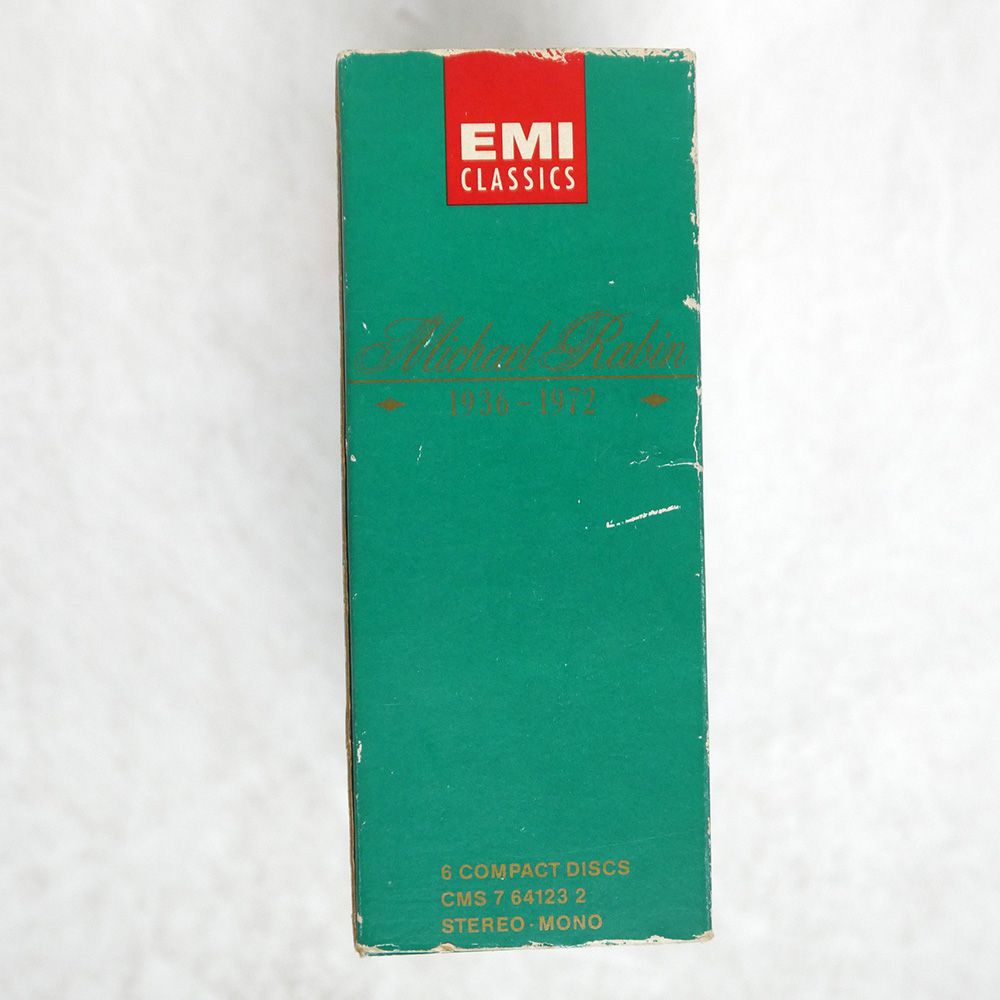 EMI
CLASSICS
Michael Rabin
1936-1972
6 COMPACT DISCS
CMS 7 64123 2
STEREO · MONO